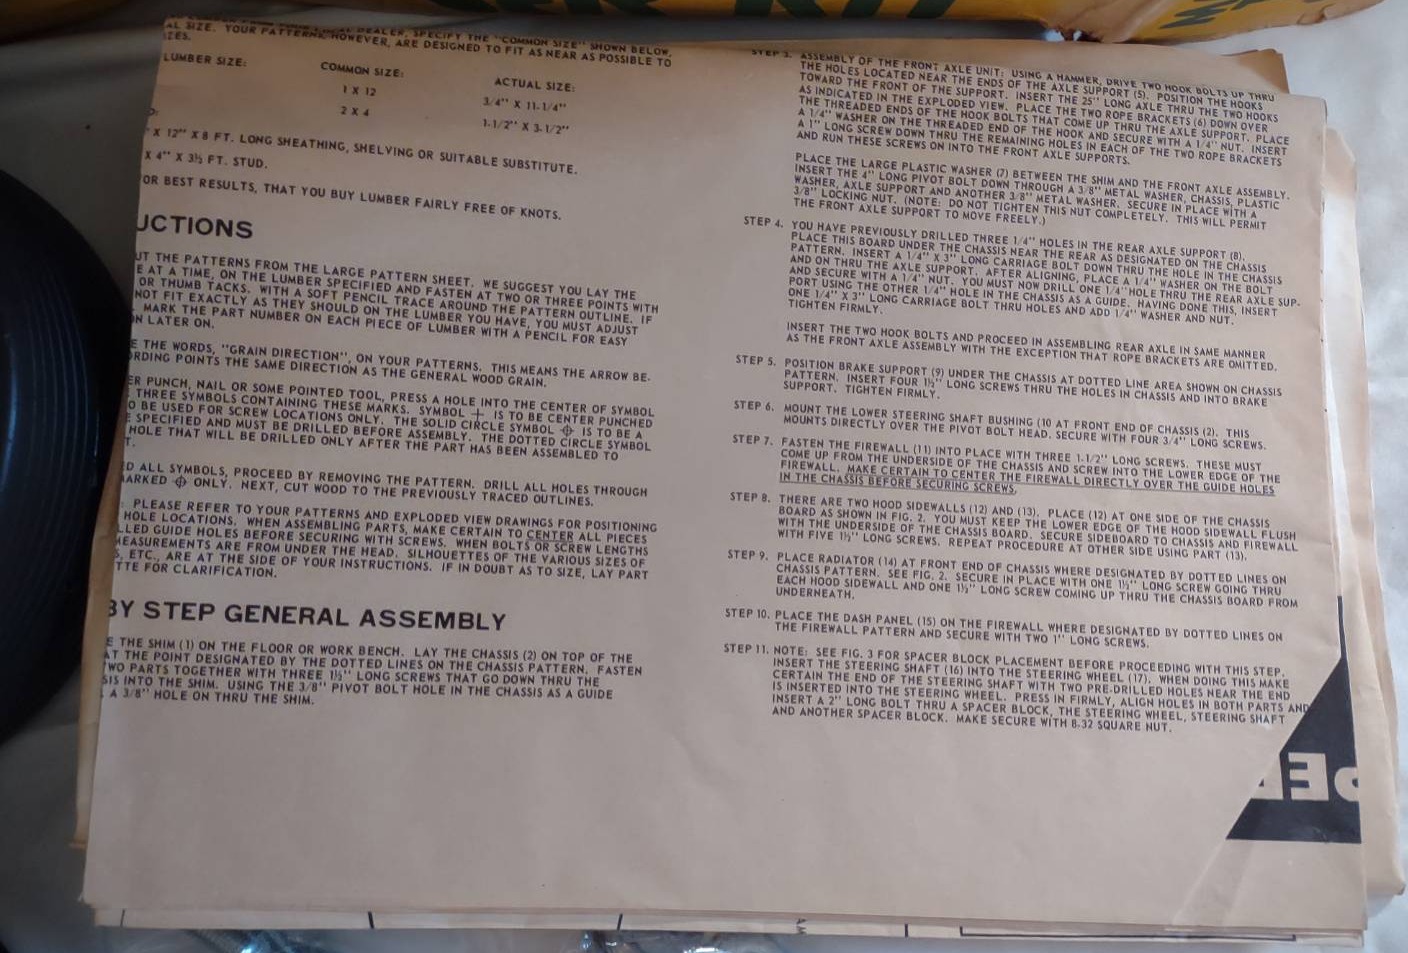 R KIT
DEALER, SPECIFY THE "COMMON SIZE" SHOWN BELOW,
AL SIZE. YOUR PATTERNS, HOWEVER, ARE DESIGNED TO FIT AS NEAR AS POSSIBLE TO
IZES.
LUMBER SIZE: COMMON SIZE: ACTUAL SIZE:
1 X 12 3/4" X 11-1/4"
2 X 4 1-1/2" X 3-1/2"
D:
" X 12" X 8 FT. LONG SHEATHING, SHELVING OR SUITABLE SUBSTITUTE.
X 4" X 3½ FT. STUD.
OR BEST RESULTS, THAT YOU BUY LUMBER FAIRLY FREE OF KNOTS.
UCTIONS
UT THE PATTERNS FROM THE LARGE PATTERN SHEET. WE SUGGEST YOU LAY THE
E AT A TIME, ON THE LUMBER SPECIFIED AND FASTEN AT TWO OR THREE POINTS WITH
OR THUMB TACKS. WITH A SOFT PENCIL TRACE AROUND THE PATTERN OUTLINE. IF
NOT FIT EXACTLY AS THEY SHOULD ON THE LUMBER YOU HAVE, YOU MUST ADJUST
. MARK THE PART NUMBER ON EACH PIECE OF LUMBER WITH A PENCIL FOR EASY
N LATER ON.
E THE WORDS, "GRAIN DIRECTION", ON YOUR PATTERNS. THIS MEANS THE ARROW BE-
RDING POINTS THE SAME DIRECTION AS THE GENERAL WOOD GRAIN.
ER PUNCH, NAIL OR SOME POINTED TOOL, PRESS A HOLE INTO THE CENTER OF SYMBOL
THREE SYMBOLS CONTAINING THESE MARKS. SYMBOL + IS TO BE CENTER PUNCHED
O BE USED FOR SCREW LOCATIONS ONLY. THE SOLID CIRCLE SYMBOL ⌖ IS TO BE A
E SPECIFIED AND MUST BE DRILLED BEFORE ASSEMBLY. THE DOTTED CIRCLE SYMBOL
HOLE THAT WILL BE DRILLED ONLY AFTER THE PART HAS BEEN ASSEMBLED TO
T.
ED ALL SYMBOLS, PROCEED BY REMOVING THE PATTERN. DRILL ALL HOLES THROUGH
ARKED ⌖ ONLY. NEXT, CUT WOOD TO THE PREVIOUSLY TRACED OUTLINES.
: PLEASE REFER TO YOUR PATTERNS AND EXPLODED VIEW DRAWINGS FOR POSITIONING
HOLE LOCATIONS. WHEN ASSEMBLING PARTS, MAKE CERTAIN TO CENTER ALL PIECES
LLED GUIDE HOLES BEFORE SECURING WITH SCREWS. WHEN BOLTS OR SCREW LENGTHS
MEASUREMENTS ARE FROM UNDER THE HEAD. SILHOUETTES OF THE VARIOUS SIZES OF
S, ETC., ARE AT THE SIDE OF YOUR INSTRUCTIONS. IF IN DOUBT AS TO SIZE, LAY PART
TTE FOR CLARIFICATION.
BY STEP GENERAL ASSEMBLY
E THE SHIM (1) ON THE FLOOR OR WORK BENCH. LAY THE CHASSIS (2) ON TOP OF THE
AT THE POINT DESIGNATED BY THE DOTTED LINES ON THE CHASSIS PATTERN. FASTEN
WO PARTS TOGETHER WITH THREE 1½" LONG SCREWS THAT GO DOWN THRU THE
SIS INTO THE SHIM. USING THE 3/8" PIVOT BOLT HOLE IN THE CHASSIS AS A GUIDE
A 3/8" HOLE ON THRU THE SHIM.
STEP 3. ASSEMBLY OF THE FRONT AXLE UNIT: USING A HAMMER, DRIVE TWO HOOK BOLTS UP THRU
THE HOLES LOCATED NEAR THE ENDS OF THE AXLE SUPPORT (5). POSITION THE HOOKS
TOWARD THE FRONT OF THE SUPPORT. INSERT THE 25" LONG AXLE THRU THE TWO HOOKS
AS INDICATED IN THE EXPLODED VIEW. PLACE THE TWO ROPE BRACKETS (6) DOWN OVER
THE THREADED ENDS OF THE HOOK BOLTS THAT COME UP THRU THE AXLE SUPPORT. PLACE
A 1/4" WASHER ON THE THREADED END OF THE HOOK AND SECURE WITH A 1/4" NUT. INSERT
A 1" LONG SCREW DOWN THRU THE REMAINING HOLES IN EACH OF THE TWO ROPE BRACKETS
AND RUN THESE SCREWS ON INTO THE FRONT AXLE SUPPORTS.
PLACE THE LARGE PLASTIC WASHER (7) BETWEEN THE SHIM AND THE FRONT AXLE ASSEMBLY.
INSERT THE 4" LONG PIVOT BOLT DOWN THROUGH A 3/8" METAL WASHER, CHASSIS, PLASTIC
WASHER, AXLE SUPPORT AND ANOTHER 3/8" METAL WASHER. SECURE IN PLACE WITH A
3/8" LOCKING NUT. (NOTE: DO NOT TIGHTEN THIS NUT COMPLETELY. THIS WILL PERMIT
THE FRONT AXLE SUPPORT TO MOVE FREELY.)
STEP 4. YOU HAVE PREVIOUSLY DRILLED THREE 1/4" HOLES IN THE REAR AXLE SUPPORT (8).
PLACE THIS BOARD UNDER THE CHASSIS NEAR THE REAR AS DESIGNATED ON THE CHASSIS
PATTERN. INSERT A 1/4" X 3" LONG CARRIAGE BOLT DOWN THRU THE HOLE IN THE CHASSIS
AND ON THRU THE AXLE SUPPORT. AFTER ALIGNING, PLACE A 1/4" WASHER ON THE BOLT
AND SECURE WITH A 1/4" NUT. YOU MUST NOW DRILL ONE 1/4" HOLE THRU THE REAR AXLE SUP-
PORT USING THE OTHER 1/4" HOLE IN THE CHASSIS AS A GUIDE. HAVING DONE THIS, INSERT
ONE 1/4" X 3" LONG CARRIAGE BOLT THRU HOLES AND ADD 1/4" WASHER AND NUT.
TIGHTEN FIRMLY.
INSERT THE TWO HOOK BOLTS AND PROCEED IN ASSEMBLING REAR AXLE IN SAME MANNER
AS THE FRONT AXLE ASSEMBLY WITH THE EXCEPTION THAT ROPE BRACKETS ARE OMITTED.
STEP 5. POSITION BRAKE SUPPORT (9) UNDER THE CHASSIS AT DOTTED LINE AREA SHOWN ON CHASSIS
PATTERN. INSERT FOUR 1½" LONG SCREWS THRU THE HOLES IN CHASSIS AND INTO BRAKE
SUPPORT. TIGHTEN FIRMLY.
STEP 6. MOUNT THE LOWER STEERING SHAFT BUSHING (10 AT FRONT END OF CHASSIS (2). THIS
MOUNTS DIRECTLY OVER THE PIVOT BOLT HEAD. SECURE WITH FOUR 3/4" LONG SCREWS.
STEP 7. FASTEN THE FIREWALL (11) INTO PLACE WITH THREE 1-1/2" LONG SCREWS. THESE MUST
COME UP FROM THE UNDERSIDE OF THE CHASSIS AND SCREW INTO THE LOWER EDGE OF THE
FIREWALL. MAKE CERTAIN TO CENTER THE FIREWALL DIRECTLY OVER THE GUIDE HOLES
IN THE CHASSIS BEFORE SECURING SCREWS.
STEP 8. THERE ARE TWO HOOD SIDEWALLS (12) AND (13). PLACE (12) AT ONE SIDE OF THE CHASSIS
BOARD AS SHOWN IN FIG. 2. YOU MUST KEEP THE LOWER EDGE OF THE HOOD SIDEWALL FLUSH
WITH THE UNDERSIDE OF THE CHASSIS BOARD. SECURE SIDEBOARD TO CHASSIS AND FIREWALL
WITH FIVE 1½" LONG SCREWS. REPEAT PROCEDURE AT OTHER SIDE USING PART (13).
STEP 9. PLACE RADIATOR (14) AT FRONT END OF CHASSIS WHERE DESIGNATED BY DOTTED LINES ON
CHASSIS PATTERN. SEE FIG. 2. SECURE IN PLACE WITH ONE 1½" LONG SCREW GOING THRU
EACH HOOD SIDEWALL AND ONE 1½" LONG SCREW COMING UP THRU THE CHASSIS BOARD FROM
UNDERNEATH.
STEP 10. PLACE THE DASH PANEL (15) ON THE FIREWALL WHERE DESIGNATED BY DOTTED LINES ON
THE FIREWALL PATTERN AND SECURE WITH TWO 1" LONG SCREWS.
STEP 11. NOTE: SEE FIG. 3 FOR SPACER BLOCK PLACEMENT BEFORE PROCEEDING WITH THIS STEP.
INSERT THE STEERING SHAFT (16) INTO THE STEERING WHEEL (17). WHEN DOING THIS MAKE
CERTAIN THE END OF THE STEERING SHAFT WITH TWO PRE-DRILLED HOLES NEAR THE END
IS INSERTED INTO THE STEERING WHEEL. PRESS IN FIRMLY, ALIGN HOLES IN BOTH PARTS AND
INSERT A 2" LONG BOLT THRU A SPACER BLOCK, THE STEERING WHEEL, STEERING SHAFT
AND ANOTHER SPACER BLOCK. MAKE SECURE WITH 8-32 SQUARE NUT.